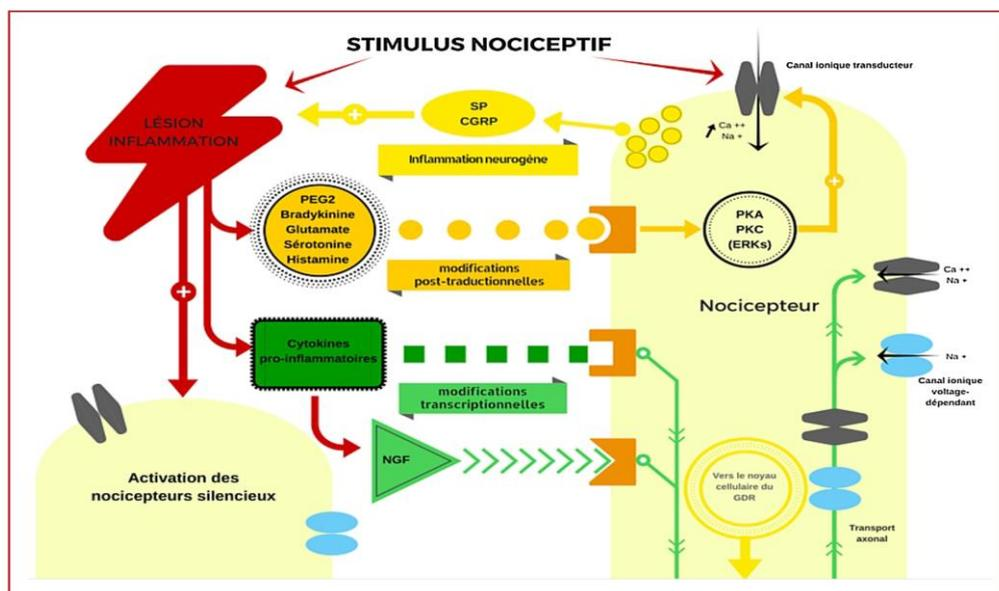 STIMULUS NOCICEPTIF
Canal ionique transducteur
LÉSION
INFLAMMATION
SP
CGRP
Ca ++
Na +
Inflammation neurogène
PEG2
Bradykinine
Glutamate
Sérotonine
Histamine
PKA
PKC
(ERKs)
modifications
post-traductionnelles
Nocicepteur
Ca ++
Na +
Cytokines
pro-inflammatoires
Na +
Canal ionique
voltage-
dépendant
modifications
transcriptionnelles
NGF
Activation des
nocicepteurs silencieux
Vers le noyau
cellulaire du
GDR
Transport
axonal